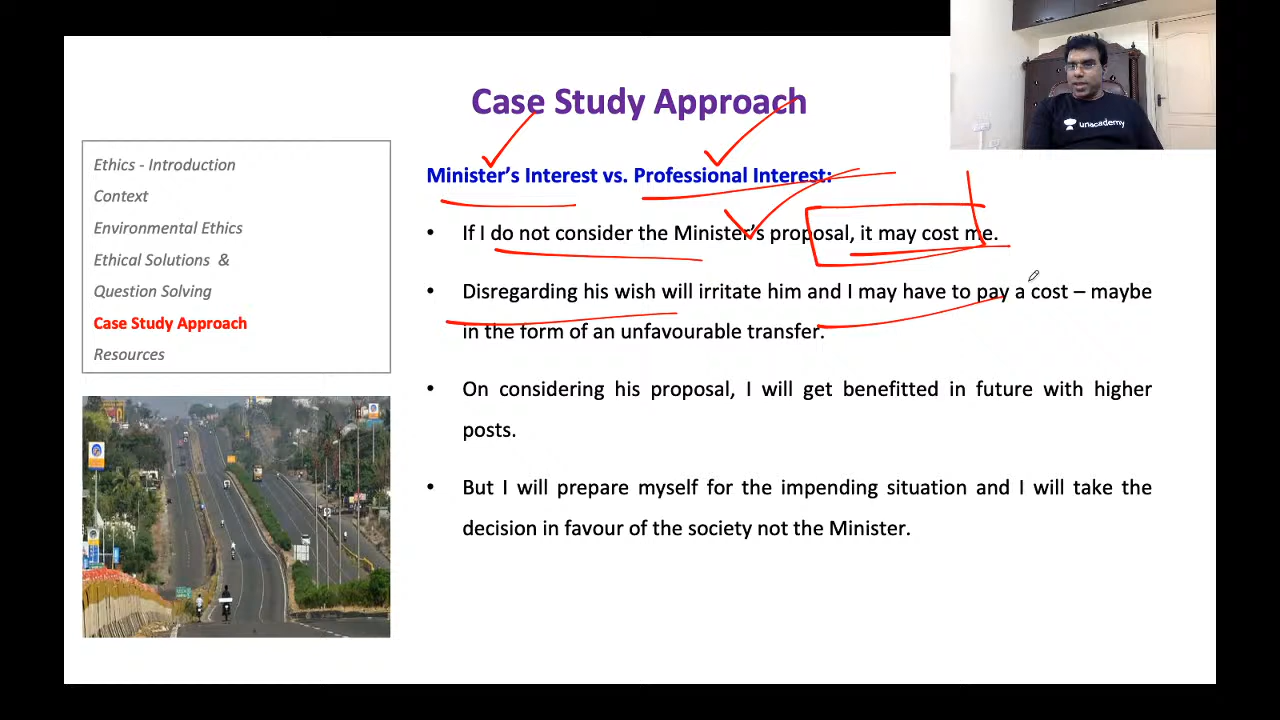 unacademy
Case Study Approach
Ethics - Introduction
Context
Environmental Ethics
Ethical Solutions &
Question Solving
Case Study Approach
Resources
Minister's Interest vs. Professional Interest:
• If I do not consider the Minister's proposal, it may cost me.
• Disregarding his wish will irritate him and I may have to pay a cost – maybe
in the form of an unfavourable transfer.
• On considering his proposal, I will get benefitted in future with higher
posts.
• But I will prepare myself for the impending situation and I will take the
decision in favour of the society not the Minister.